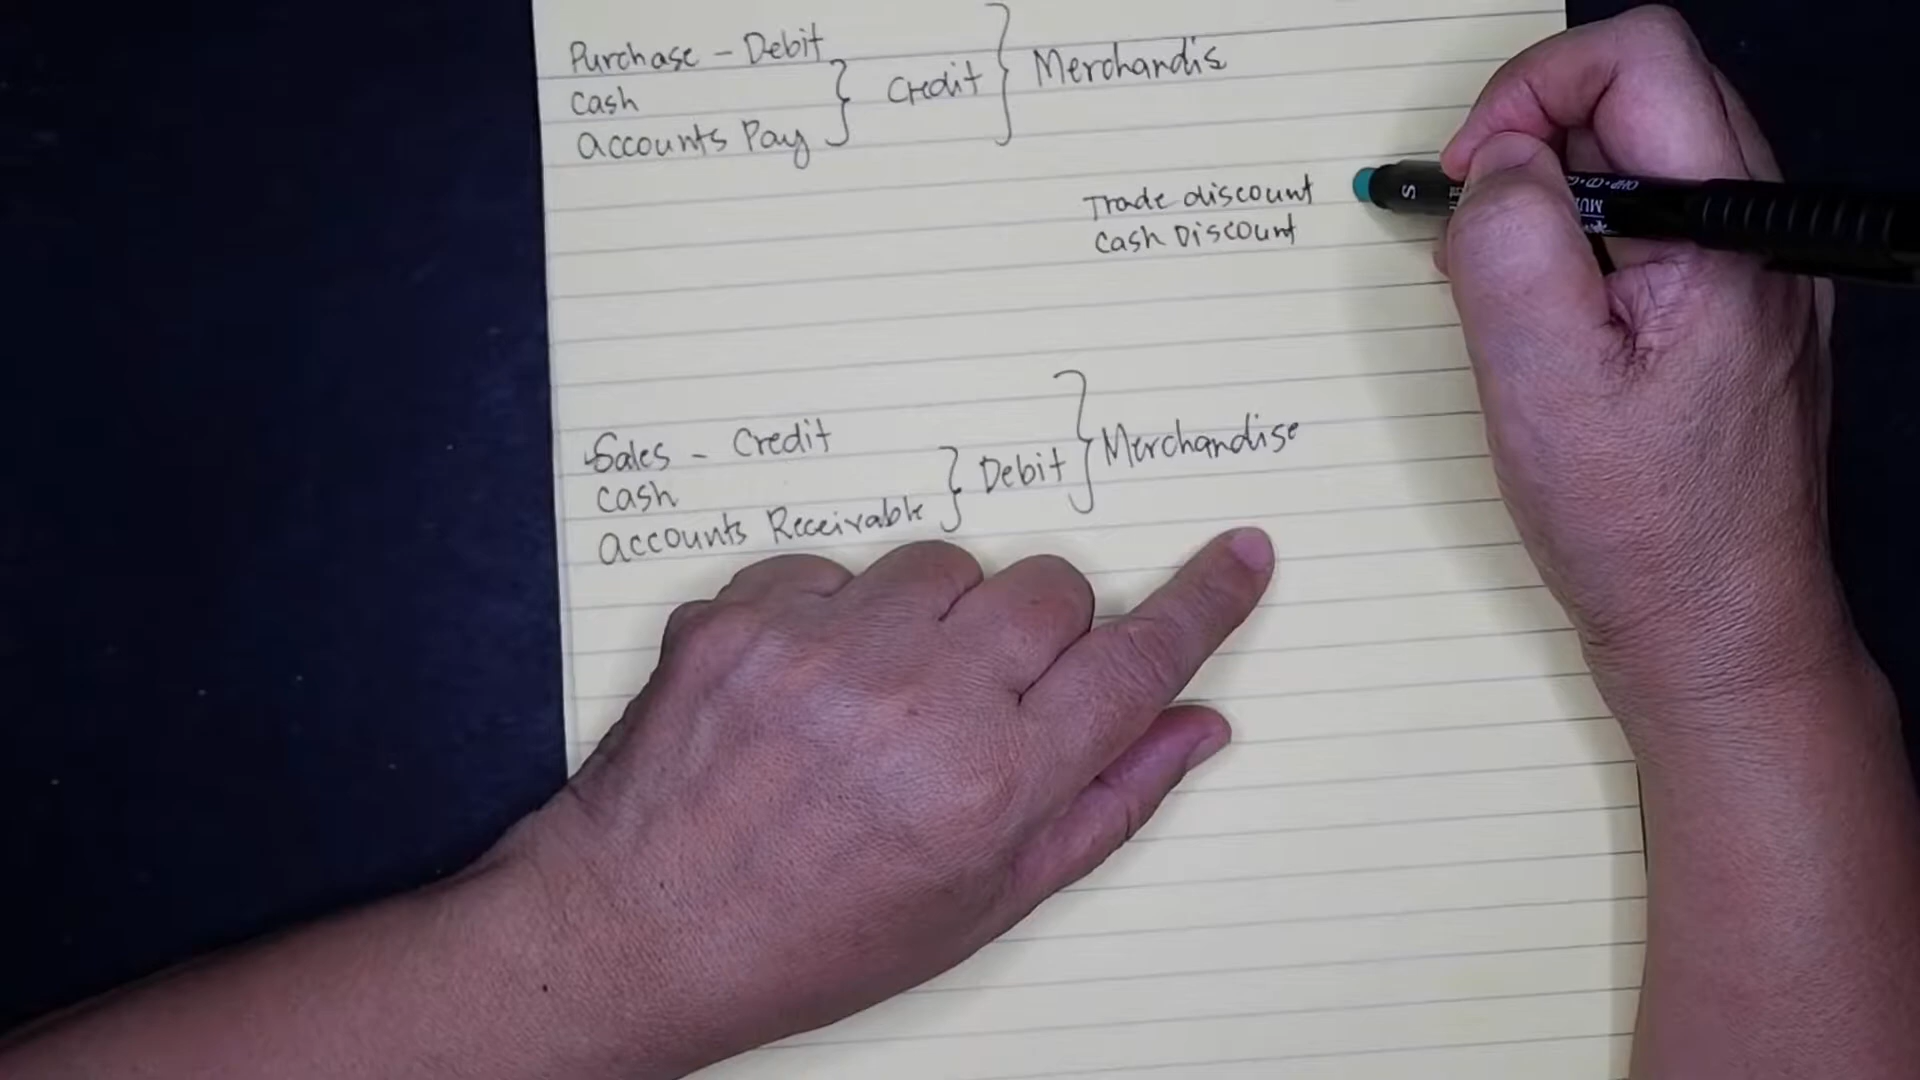 Purchase - Debit
Cash
Accounts Pay
Credit
Merchandis
Trade discount
Cash Discount
Sales - Credit
Cash
Accounts Receivable
Debit
Merchandise
S